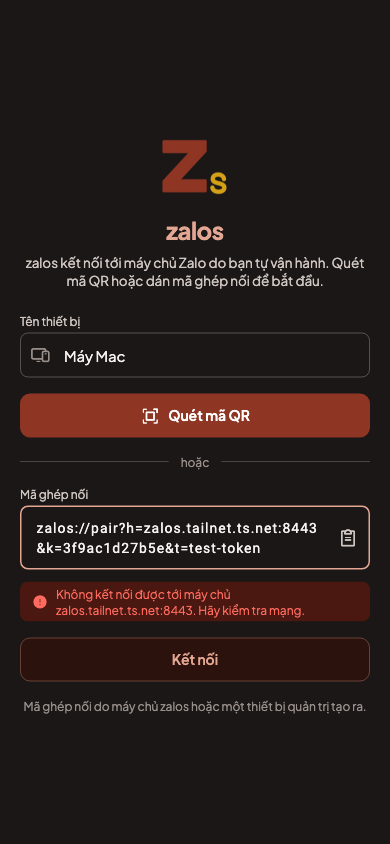 Zs
zalos
zalos kết nối tới máy chủ Zalo do bạn tự vận hành. Quét
mã QR hoặc dán mã ghép nối để bắt đầu.
Tên thiết bị
Máy Mac
Quét mã QR
hoặc
Mã ghép nối
zalos://pair?h=zalos.tailnet.ts.net:8443
&k=3f9ac1d27b5e&t=test-token
Không kết nối được tới máy chủ
zalos.tailnet.ts.net:8443. Hãy kiểm tra mạng.
Kết nối
Mã ghép nối do máy chủ zalos hoặc một thiết bị quản trị tạo ra.